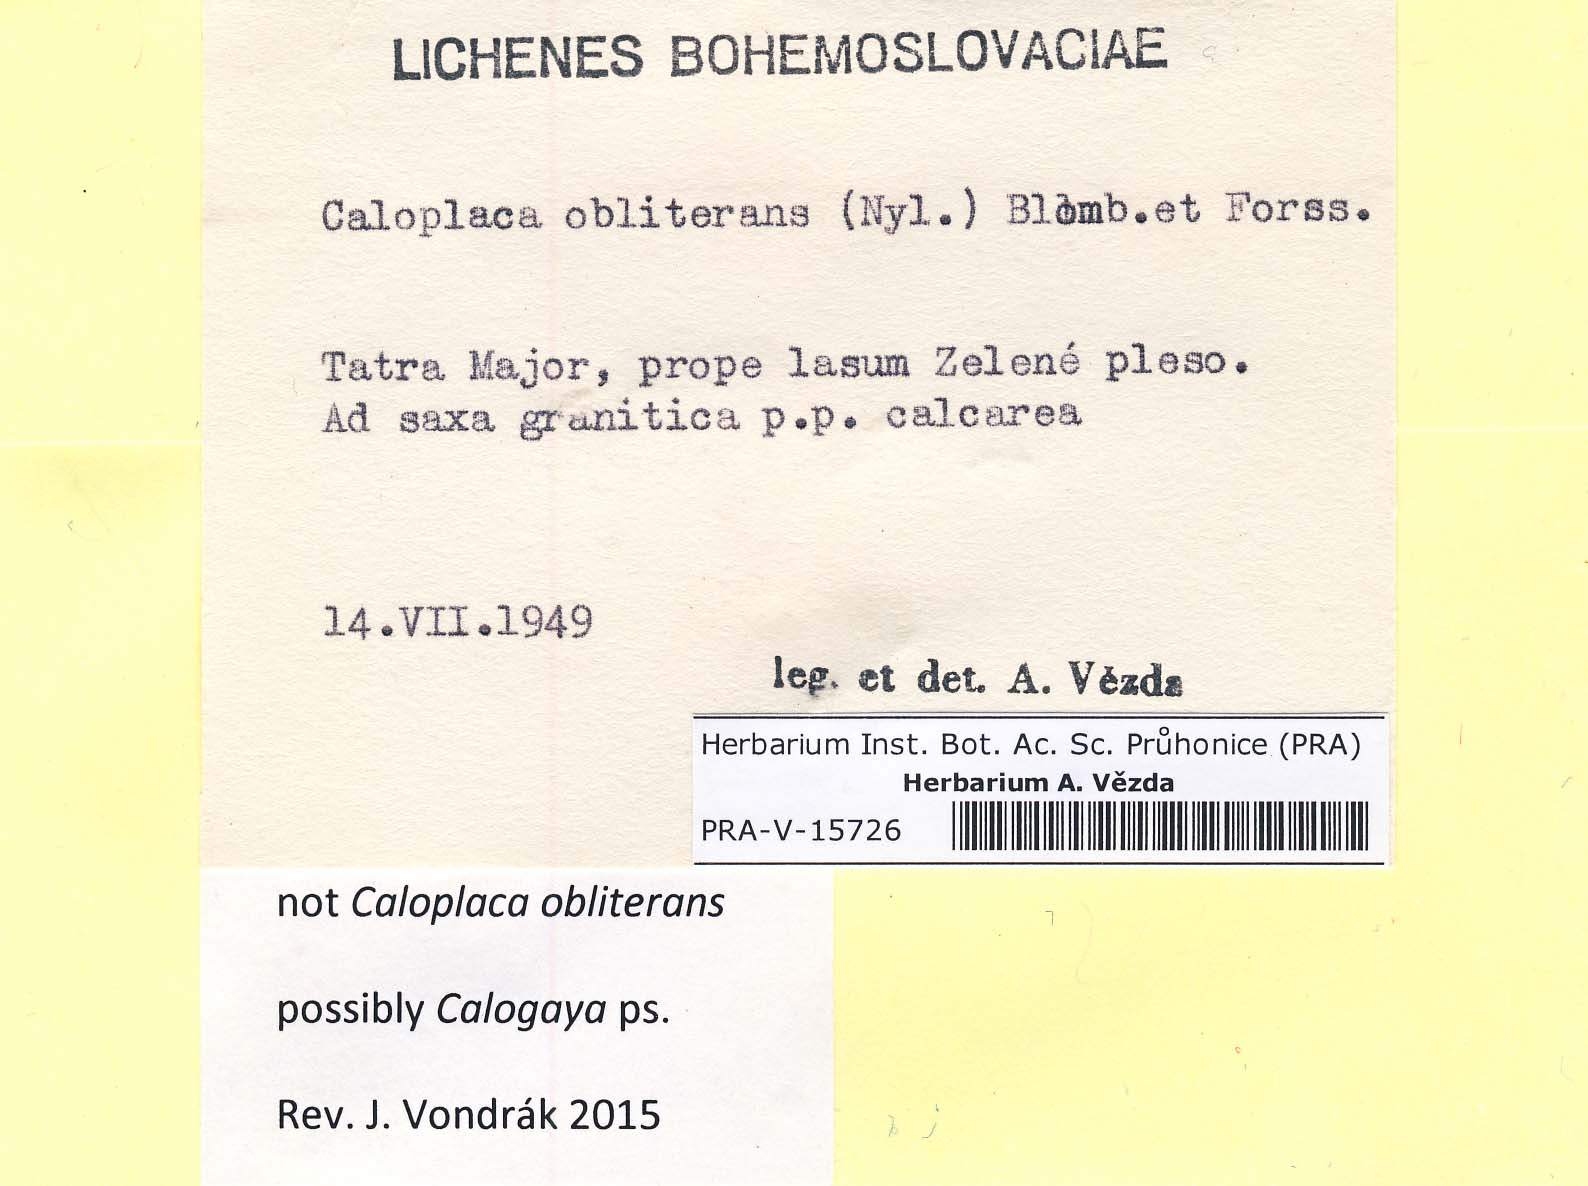 LICHENES BOHEMOSLOVACIAE
Caloplaca obliterans (Nyl.) Blomb.et Forss.
Tatra Major, prope lasum Zelené pleso.
Ad saxa granitica p.p. calcarea
14.VII.1949
leg. et det. A. Vězda
Herbarium Inst. Bot. Ac. Sc. Průhonice (PRA)
Herbarium A. Vězda
PRA-V-15726
not Caloplaca obliterans
possibly Calogaya ps.
Rev. J. Vondrák 2015